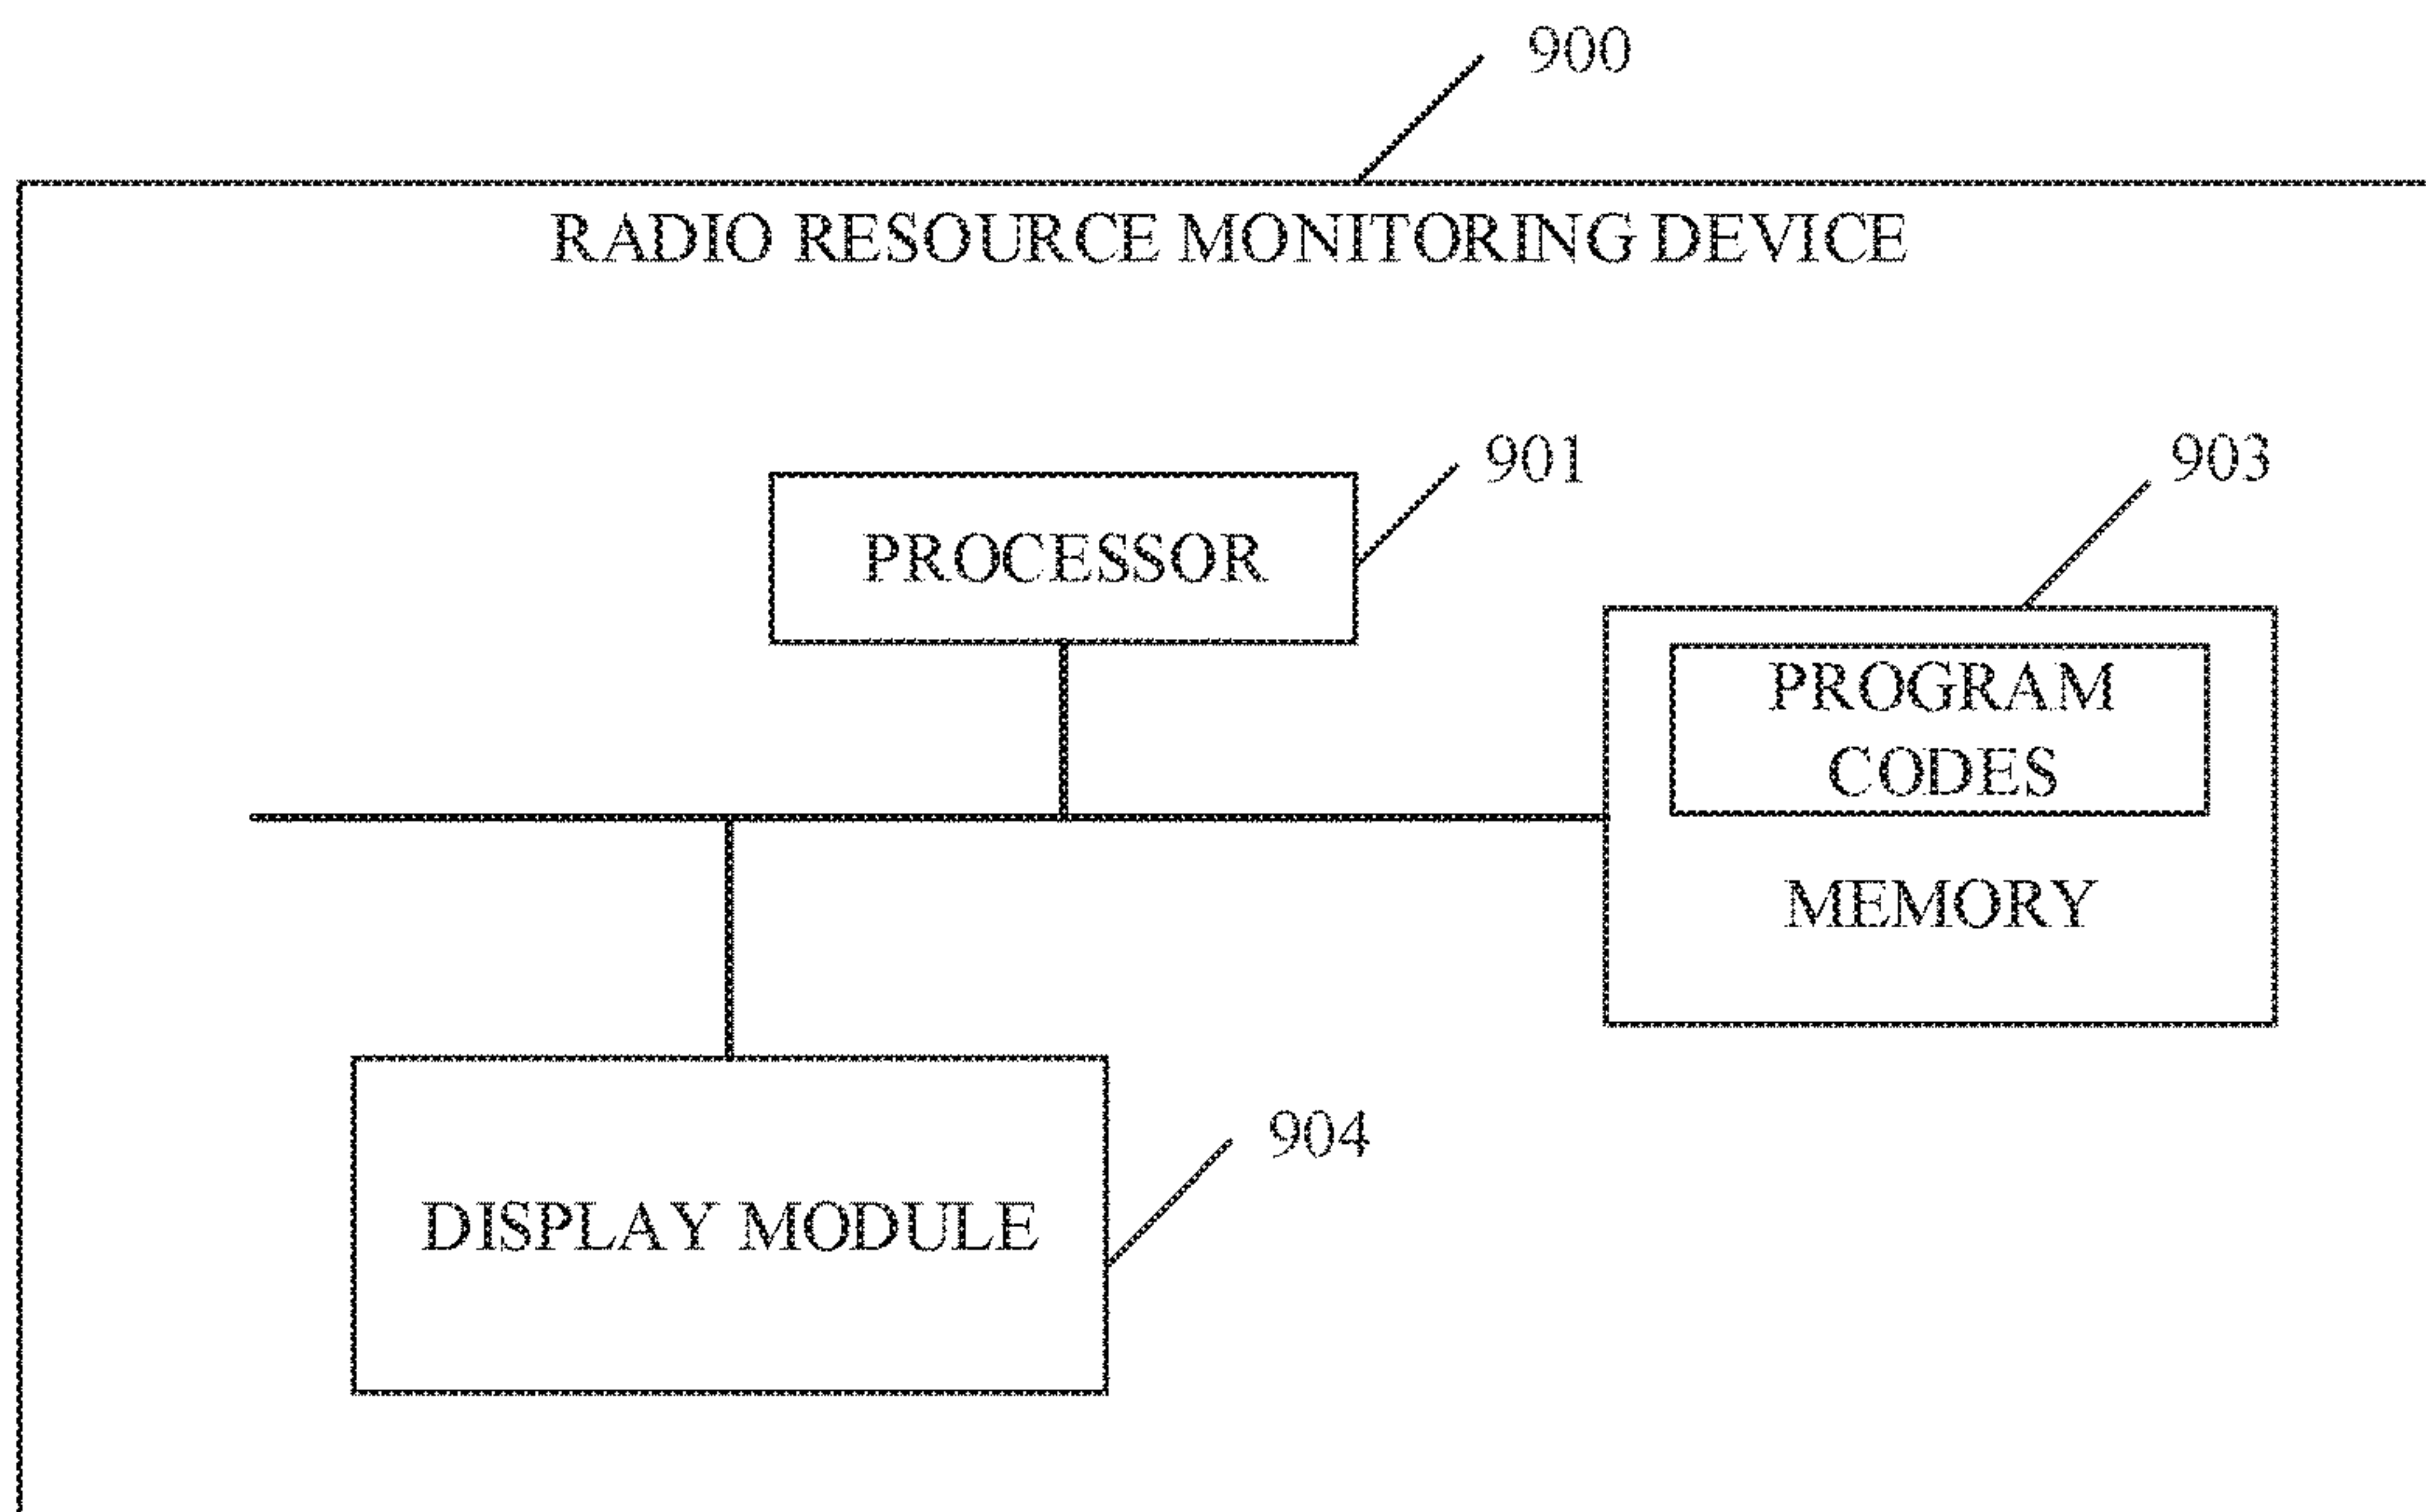 900
RADIO RESOURCE MONITORING DEVICE
901
903
PROCESSOR
PROGRAM
CODES
MEMORY
904
DISPLAY MODULE